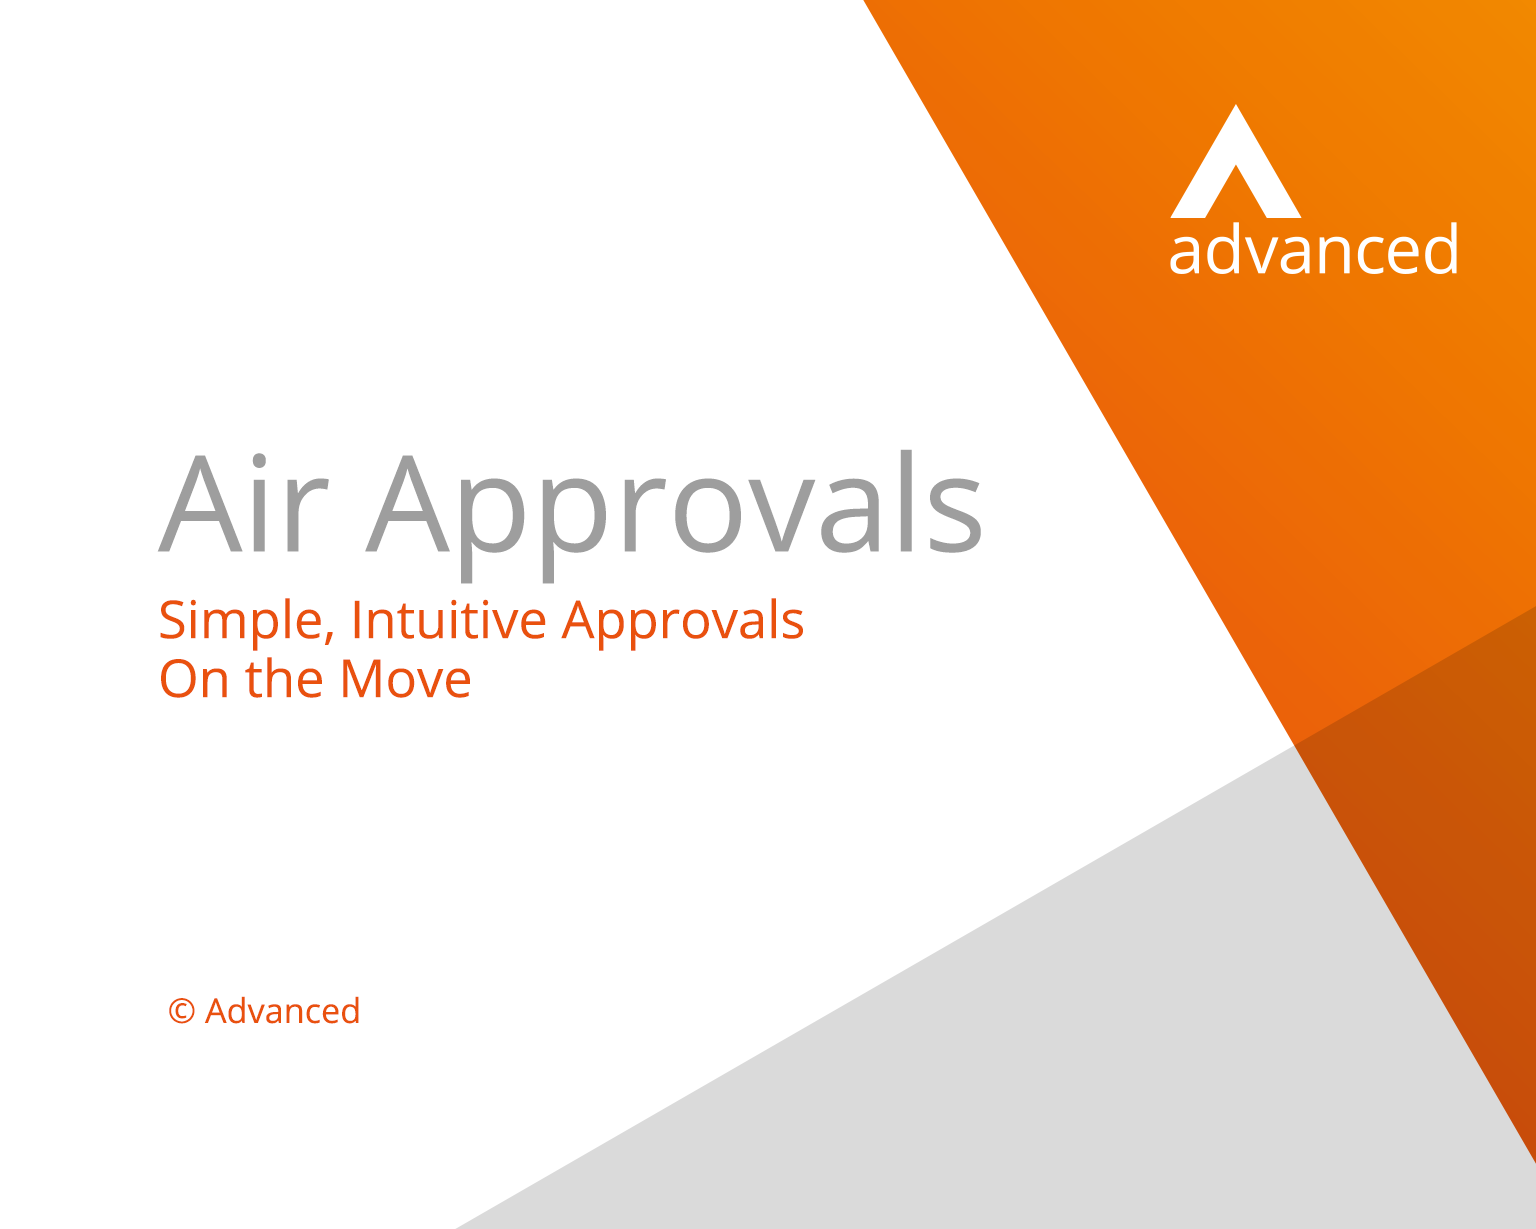 advanced
Air Approvals
Simple, Intuitive Approvals
On the Move
© Advanced